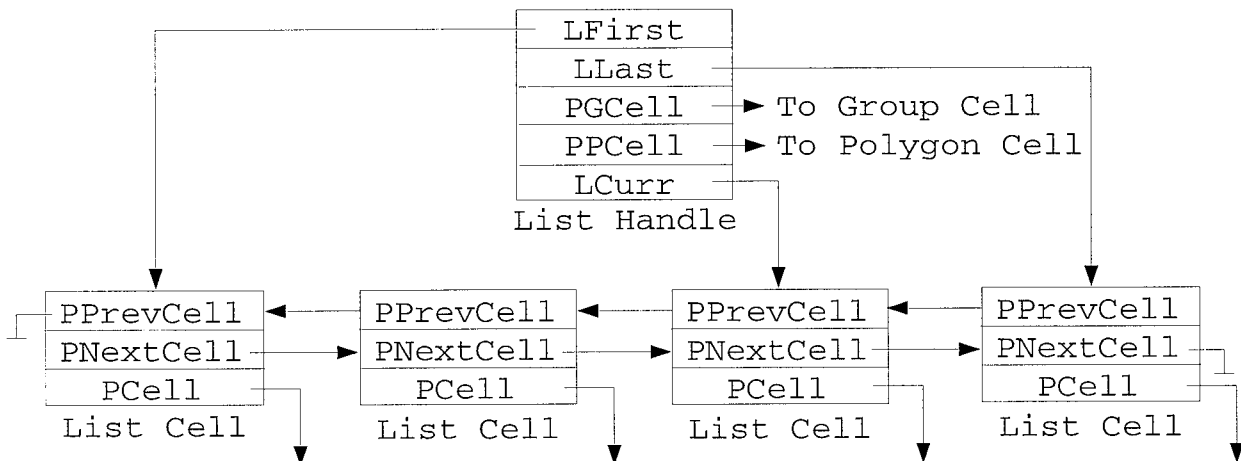 LFirst
LLast
PGCell To Group Cell
PPCell To Polygon Cell
LCurr
List Handle
PPrevCell PPrevCell PPrevCell PPrevCell
PNextCell PNextCell PNextCell PNextCell
PCell PCell PCell PCell
List Cell List Cell List Cell List Cell